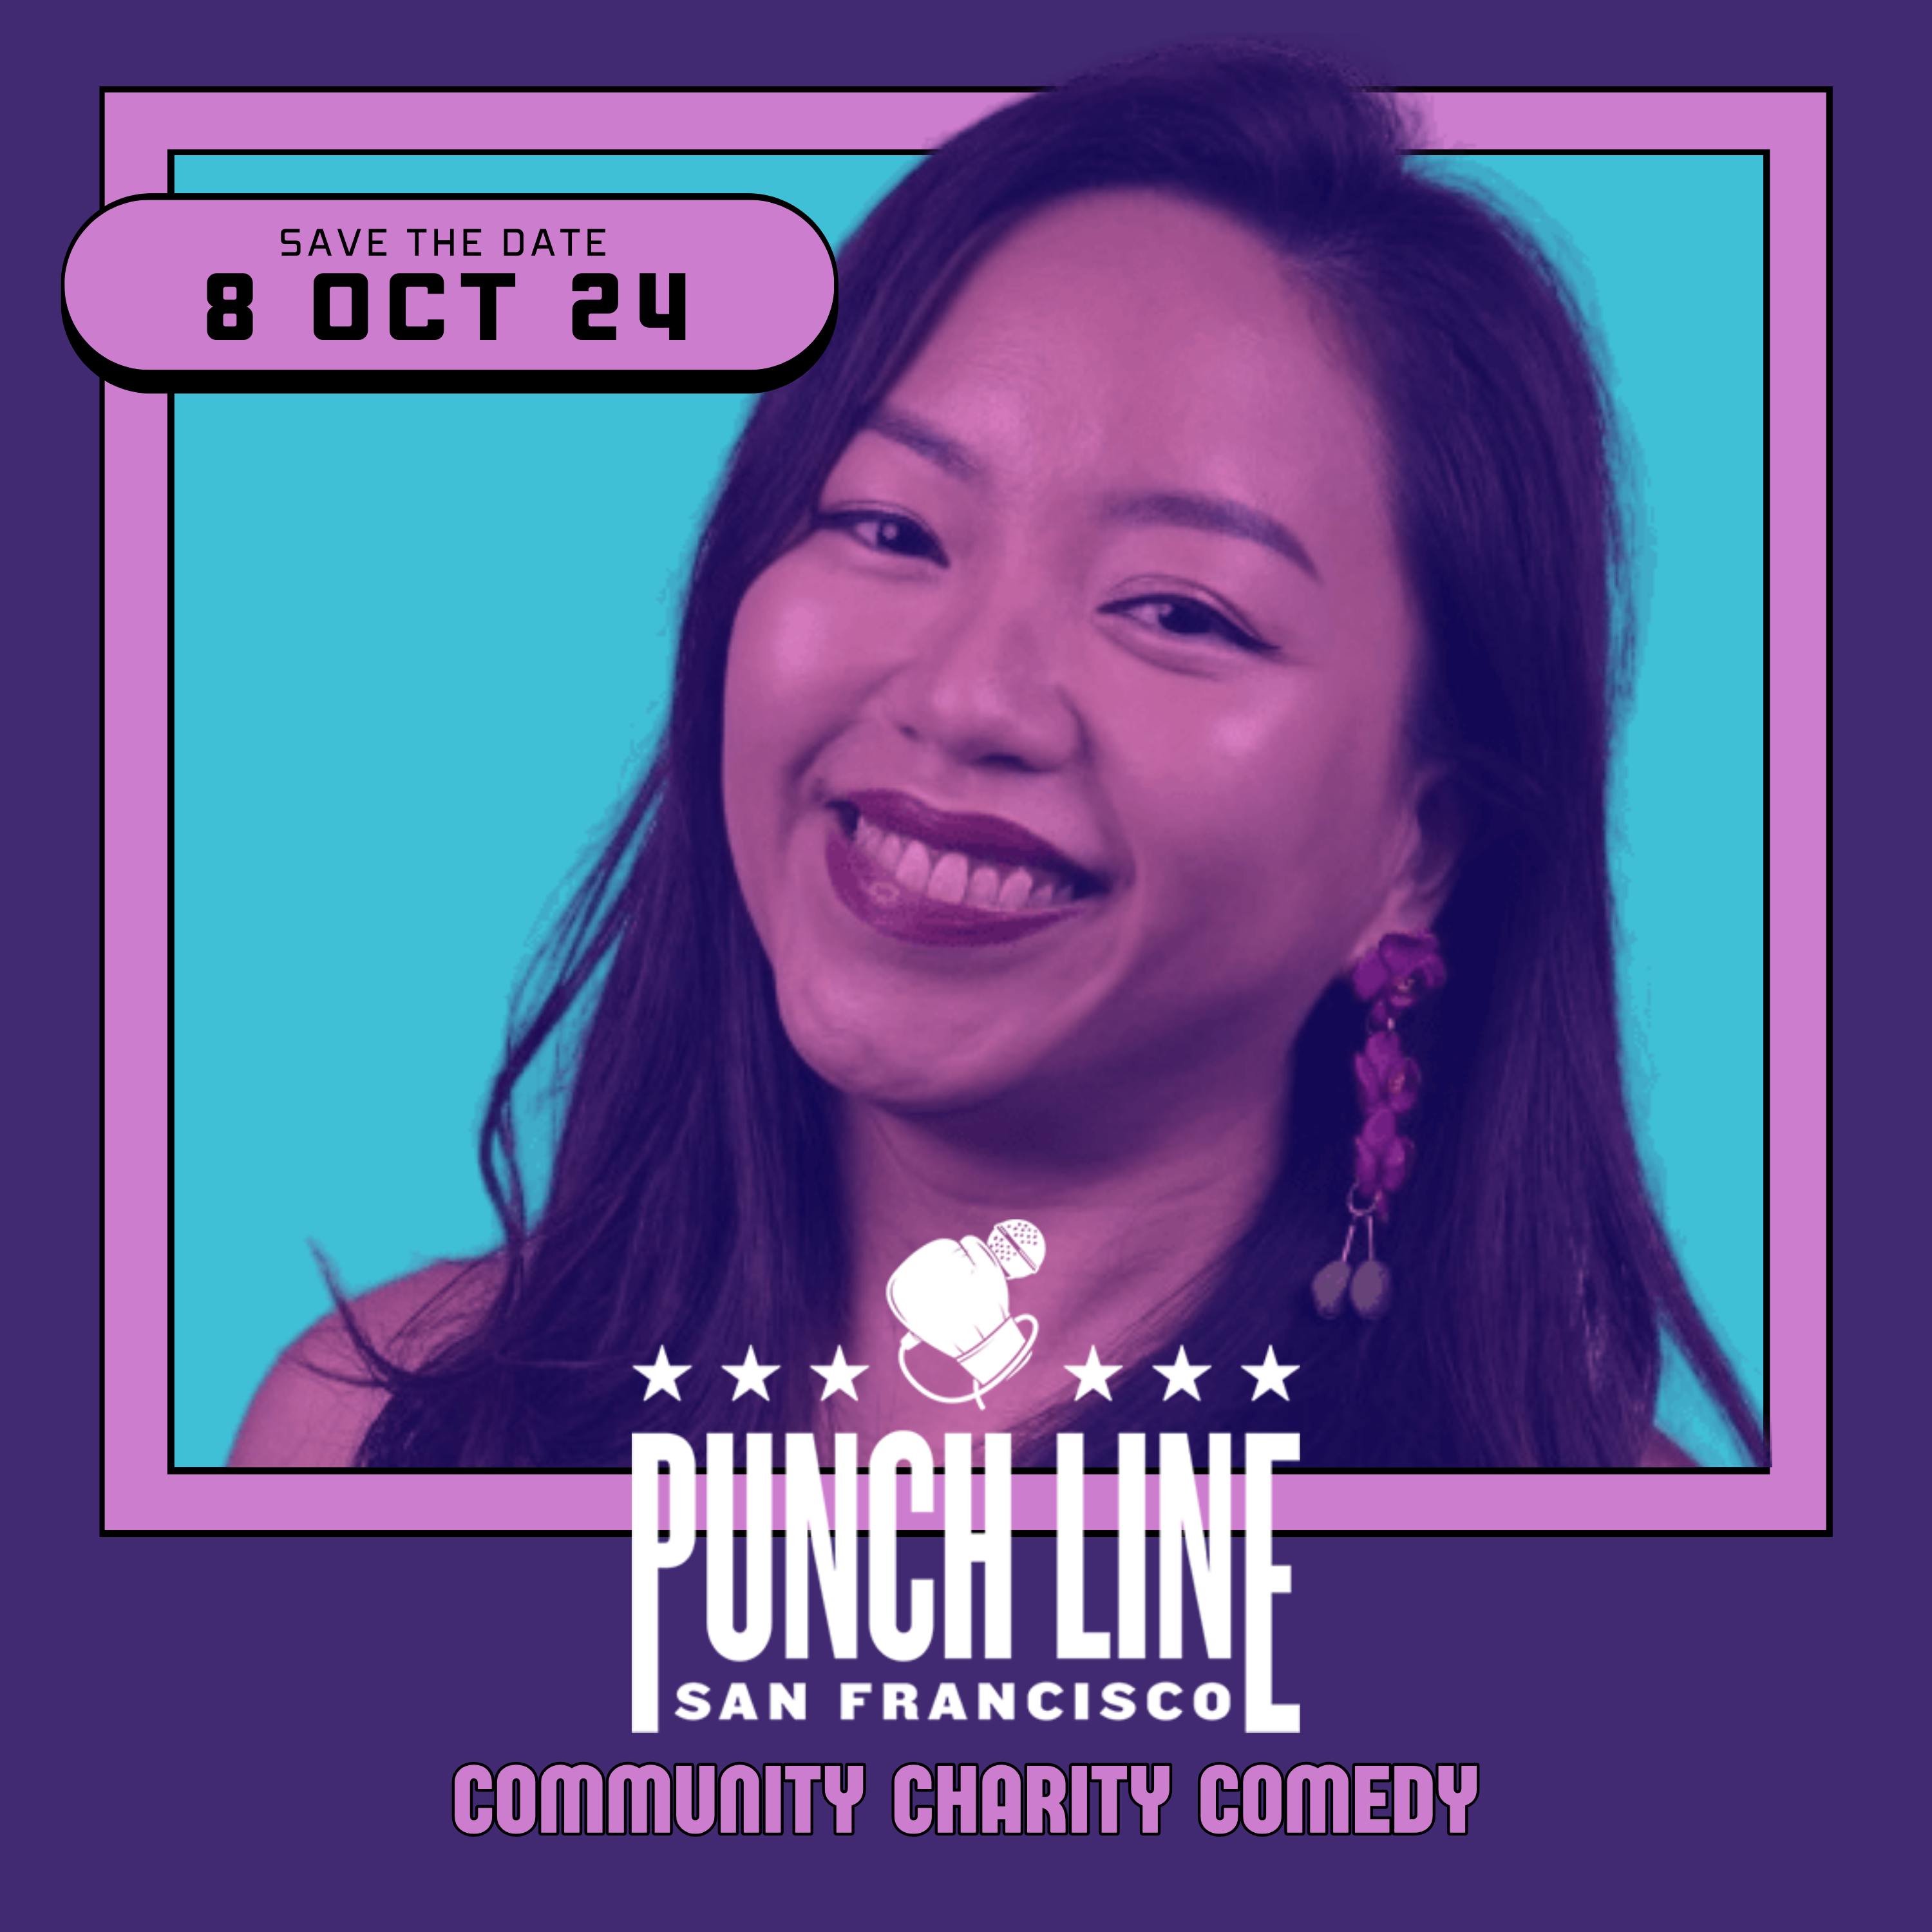 SAVE THE DATE
8 OCT 24
PUNCH LINE
SAN FRANCISCO
COMMUNITY CHARITY COMEDY